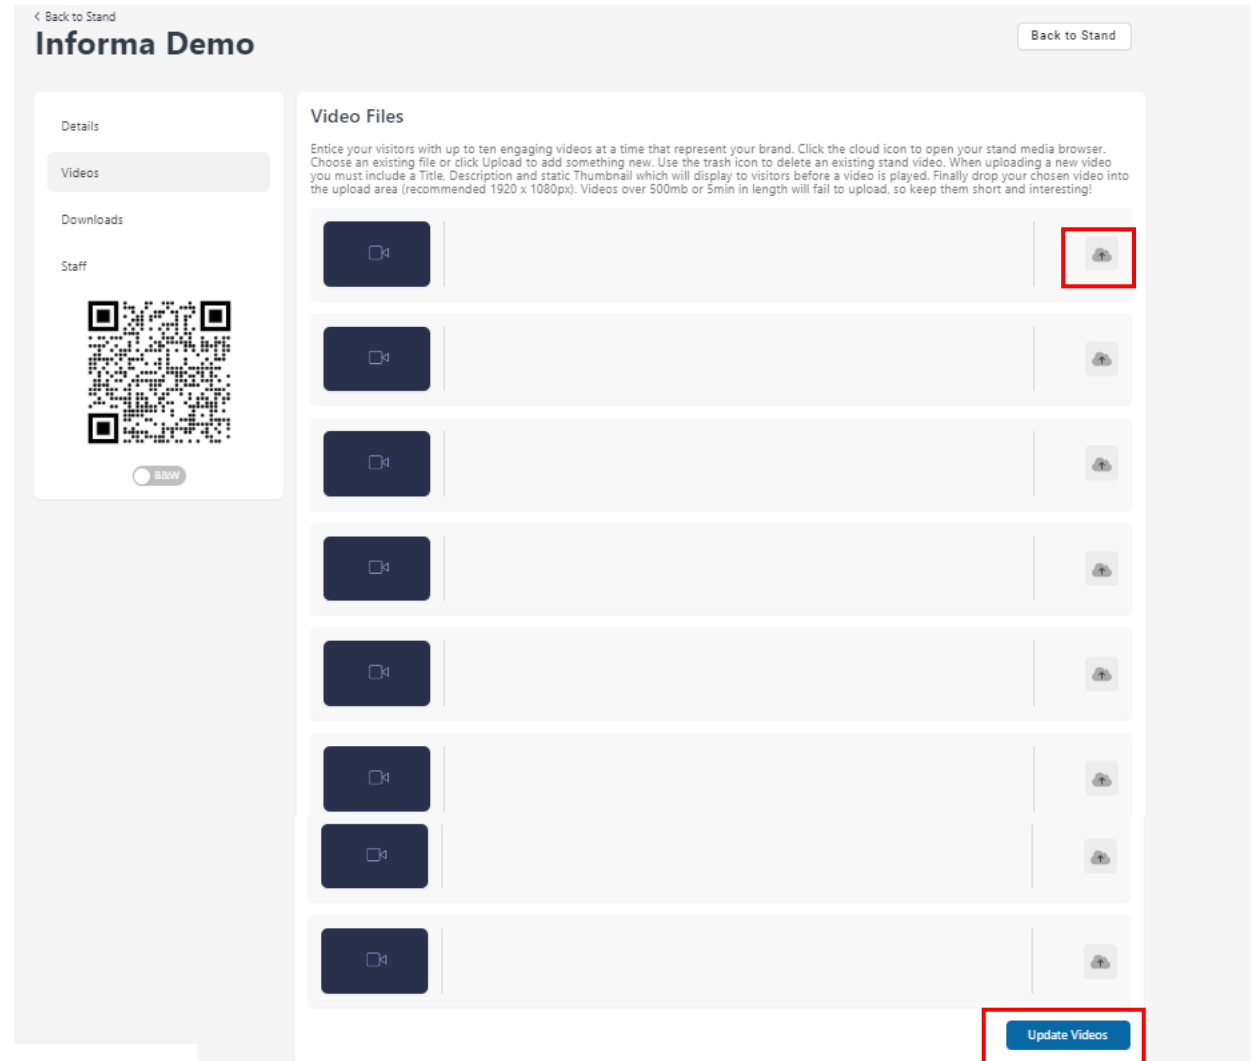 < Back to Stand
Informa Demo
Back to Stand
Details
Videos
Downloads
Staff
B&W
Video Files
Entice your visitors with up to ten engaging videos at a time that represent your brand. Click the cloud icon to open your stand media browser.
Choose an existing file or click Upload to add something new. Use the trash icon to delete an existing stand video. When uploading a new video
you must include a Title, Description and static Thumbnail which will display to visitors before a video is played. Finally drop your chosen video into
the upload area (recommended 1920 x 1080px). Videos over 500mb or 5min in length will fail to upload, so keep them short and interesting!
Update Videos